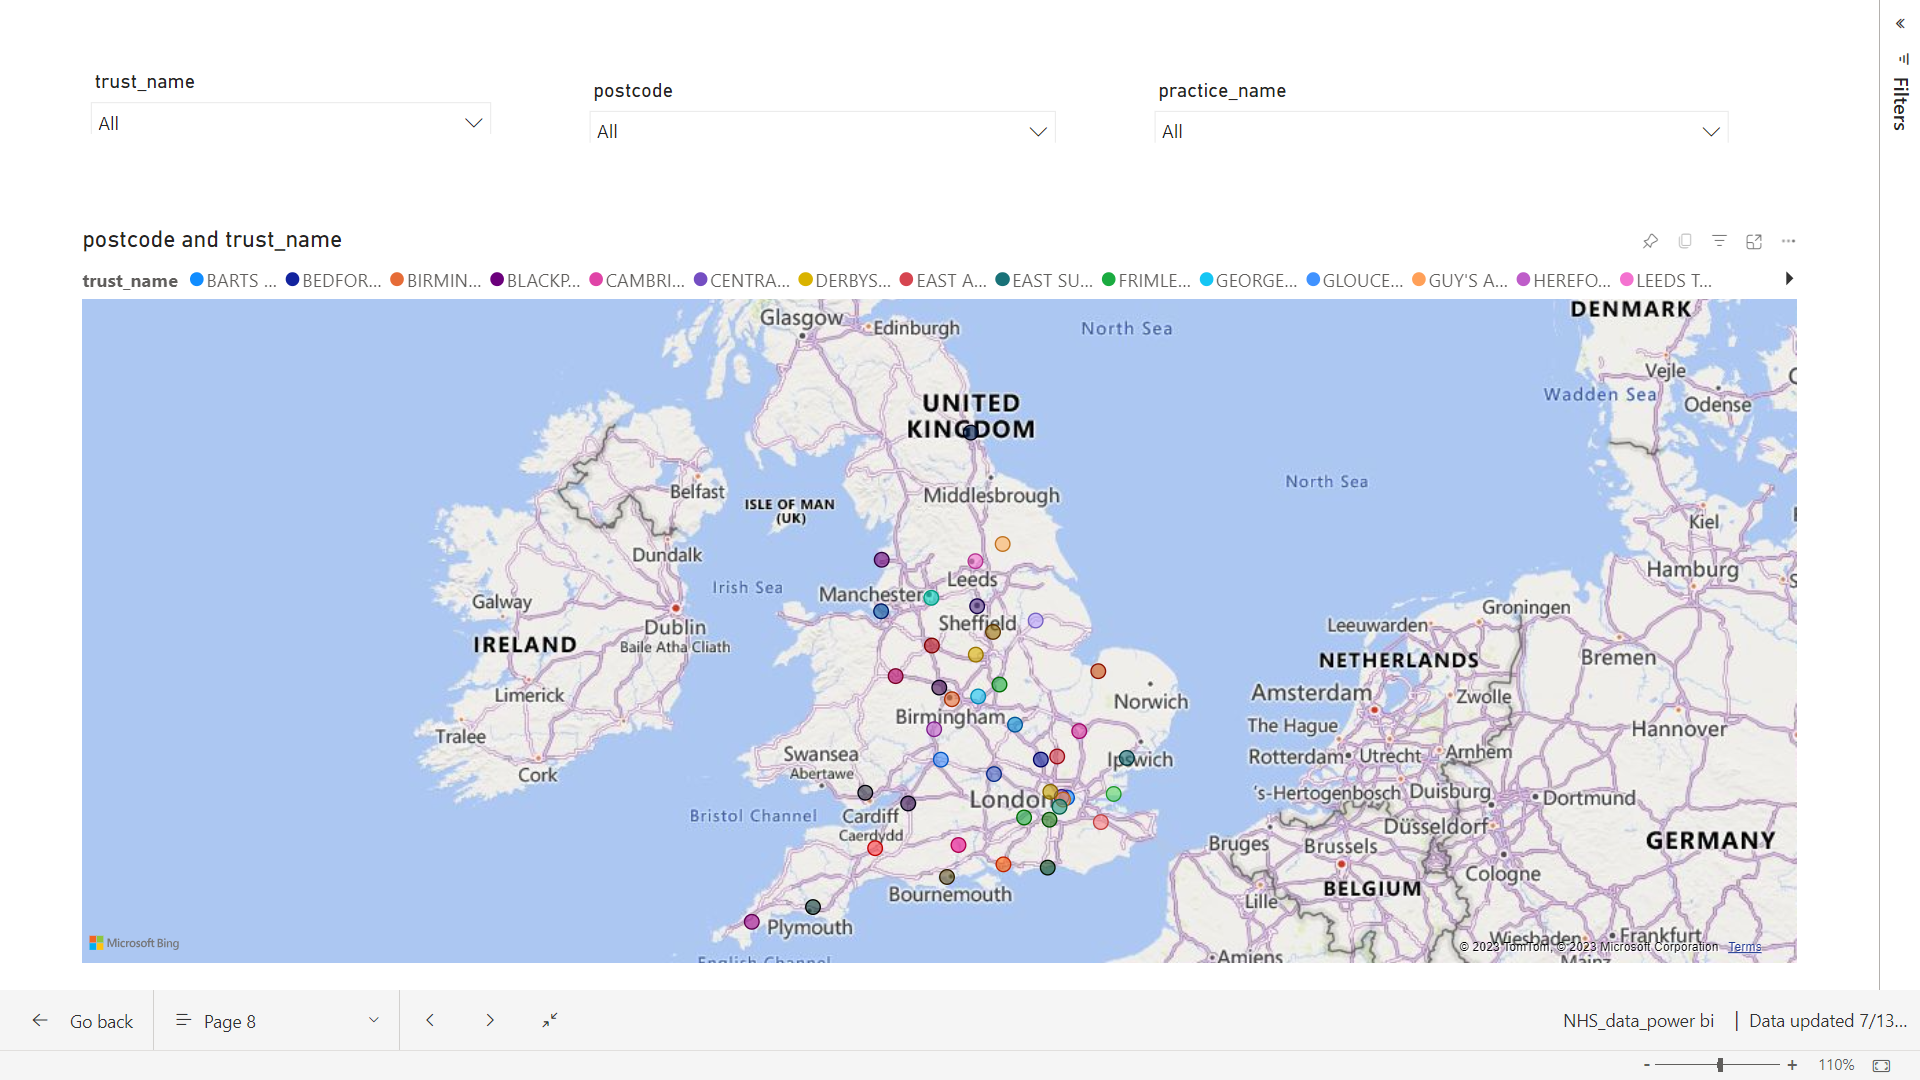 trust_name
All
postcode
All
practice_name
All
Filters
postcode and trust_name
trust_name BARTS ... BEDFOR... BIRMIN... BLACKP... CAMBRI... CENTRA... DERBYS... EAST A... EAST SU... FRIMLE... GEORGE... GLOUCE... GUY'S A... HEREFO... LEEDS T...
Glasgow
Edinburgh
North Sea
DENMARK
Vejle
Wadden Sea
Odense
UNITED
KINGDOM
Belfast
Middlesbrough
North Sea
ISLE OF MAN
(UK)
Kiel
Dundalk
Irish Sea
Leeds
Hamburg
Galway
Manchester
Groningen
Dublin
Baile Atha Cliath
Sheffield
Leeuwarden
IRELAND
NETHERLANDS
Bremen
Limerick
Norwich
Amsterdam
Zwolle
Birmingham
The Hague
Hannover
Tralee
Swansea
Abertawe
Ipswich
Rotterdam
Utrecht
Arnhem
Cork
London
's-Hertogenbosch
Duisburg
Dortmund
Bristol Channel
Cardiff
Caerdydd
Düsseldorf
Bruges
Brussels
GERMANY
Cologne
Bournemouth
BELGIUM
Lille
Plymouth
Wiesbaden
Frankfurt
English Channel
Amiens
Mainz
Microsoft Bing
© 2023 TomTom, © 2023 Microsoft Corporation Terms
Go back
Page 8
NHS_data_power bi | Data updated 7/13...
- + 110%